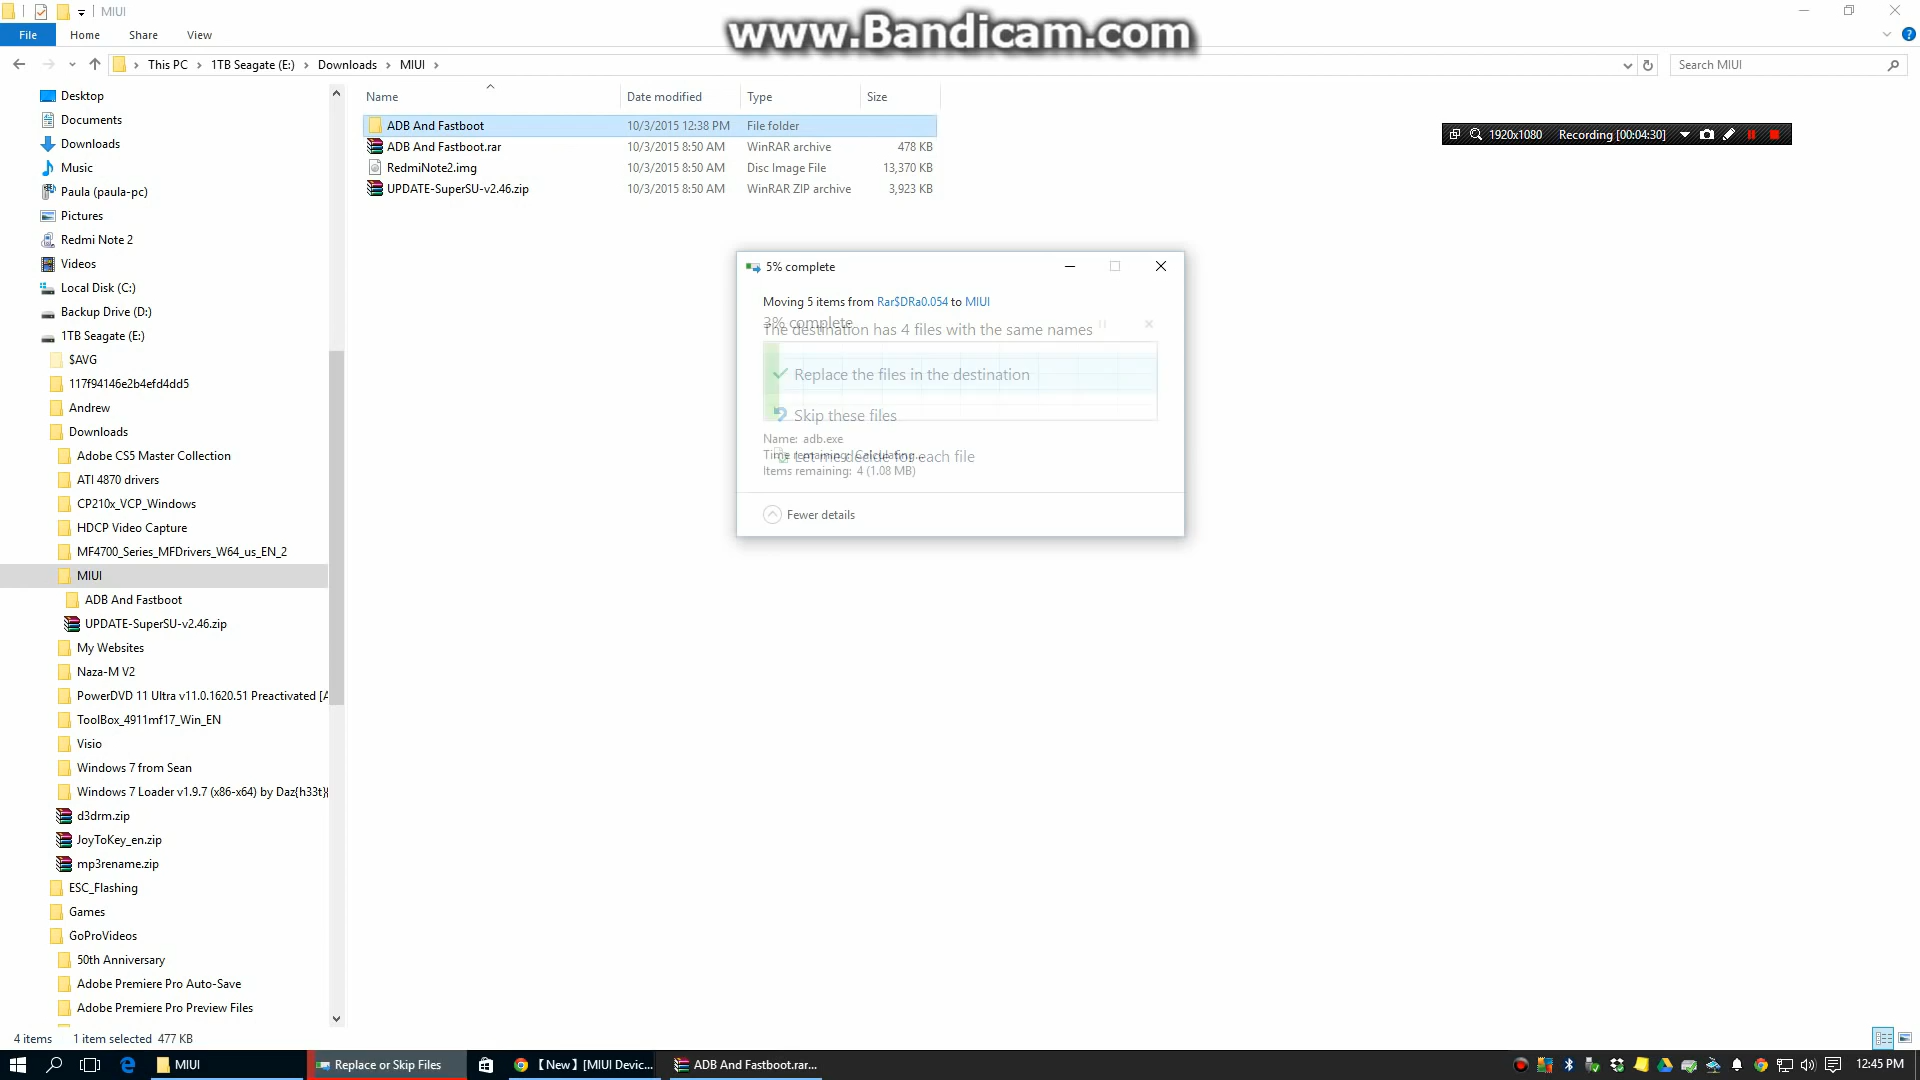 MIUI
www.Bandicam.com
File Home Share View
This PC 1TB Seagate (E:) Downloads MIUI
Search MIUI
Name Date modified Type Size
ADB And Fastboot 10/3/2015 12:38 PM File folder
ADB And Fastboot.rar 10/3/2015 8:50 AM WinRAR archive 478 KB
RedmiNote2.img 10/3/2015 8:50 AM Disc Image File 13,370 KB
UPDATE-SuperSU-v2.46.zip 10/3/2015 8:50 AM WinRAR ZIP archive 3,923 KB
1920x1080 Recording [00:04:30]
Desktop
Documents
Downloads
Music
Paula (paula-pc)
Pictures
Redmi Note 2
Videos
Local Disk (C:)
Backup Drive (D:)
1TB Seagate (E:)
$AVG
117f94146e2b4efd4dd5
Andrew
Downloads
Adobe CS5 Master Collection
ATI 4870 drivers
CP210x_VCP_Windows
HDCP Video Capture
MF4700_Series_MFDrivers_W64_us_EN_2
MIUI
ADB And Fastboot
UPDATE-SuperSU-v2.46.zip
My Websites
Naza-M V2
PowerDVD 11 Ultra v11.0.1620.51 Preactivated [A
ToolBox_4911mf17_Win_EN
Visio
Windows 7 from Sean
Windows 7 Loader v1.9.7 (x86-x64) by Daz{h33t}
d3drm.zip
JoyToKey_en.zip
mp3rename.zip
ESC_Flashing
Games
GoProVideos
50th Anniversary
Adobe Premiere Pro Auto-Save
Adobe Premiere Pro Preview Files
5% complete
Moving 5 items from Rar$DRa0.054 to MIUI
3% complete
The destination has 4 files with the same names
Replace the files in the destination
Skip these files
Name: adb.exe
Time remaining: Calculating...
Let me decide for each file
Items remaining: 4 (1.08 MB)
Fewer details
4 items 1 item selected 477 KB
MIUI
Replace or Skip Files
【New】[MIUI Devic...
ADB And Fastboot.rar...
12:45 PM